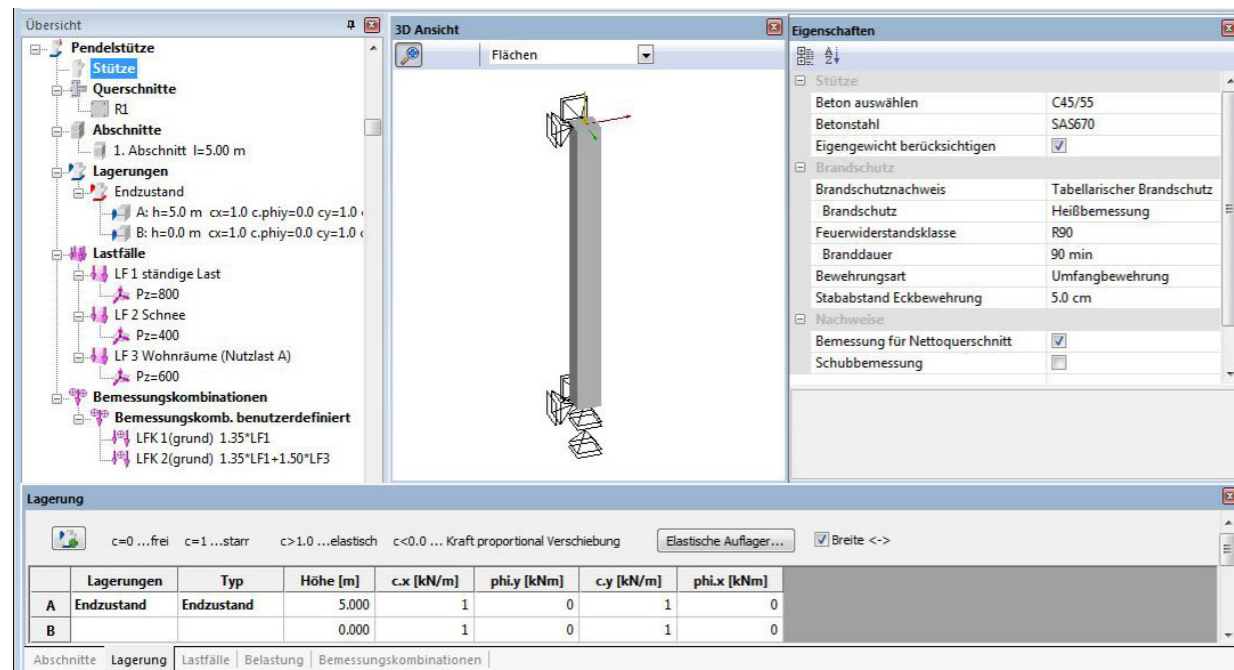 Übersicht
Pendelstütze
Stütze
Querschnitte
R1
Abschnitte
1. Abschnitt l=5.00 m
Lagerungen
Endzustand
A: h=5.0 m cx=1.0 c.phiy=0.0 cy=1.0
B: h=0.0 m cx=1.0 c.phiy=0.0 cy=1.0
Lastfälle
LF 1 ständige Last
Pz=800
LF 2 Schnee
Pz=400
LF 3 Wohnräume (Nutzlast A)
Pz=600
Bemessungskombinationen
Bemessungskomb. benutzerdefiniert
LFK 1(grund) 1.35*LF1
LFK 2(grund) 1.35*LF1+1.50*LF3
3D Ansicht
Flächen
Eigenschaften
Stütze
Beton auswählen C45/55
Betonstahl SAS670
Eigengewicht berücksichtigen
Brandschutz
Brandschutznachweis Tabellarischer Brandschutz
Brandschutz Heißbemessung
Feuerwiderstandsklasse R90
Branddauer 90 min
Bewehrungsart Umfangbewehrung
Stababstand Eckbewehrung 5.0 cm
Nachweise
Bemessung für Nettoquerschnitt
Schubbemessung
Lagerung
c=0 ...frei c=1 ...starr c>1.0 ...elastisch c<0.0 ... Kraft proportional Verschiebung Elastische Auflager... Breite <->
Lagerungen Typ Höhe [m] c.x [kN/m] phi.y [kNm] c.y [kN/m] phi.x [kNm]
A Endzustand Endzustand 5.000 1 0 1 0
B 0.000 1 0 1 0
Abschnitte Lagerung Lastfälle Belastung Bemessungskombinationen